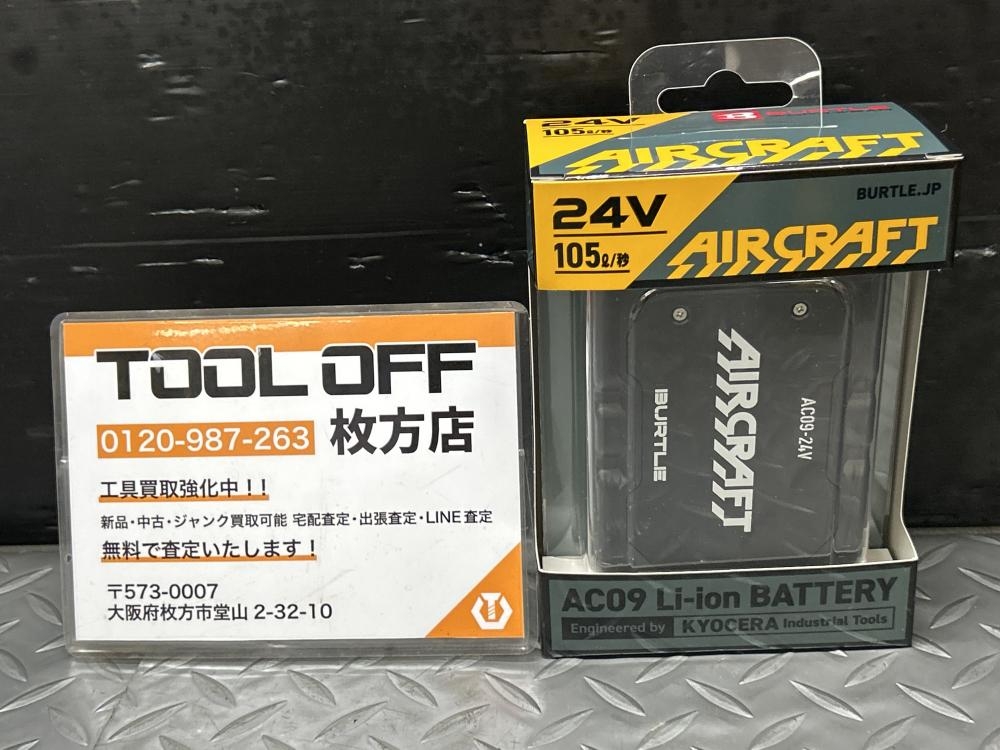 TOOL OFF
0120-987-263 枚方店
工具買取強化中！！
新品・中古・ジャンク買取可能 宅配査定・出張査定・LINE査定
無料で査定いたします！
〒573-0007
大阪府枚方市堂山 2-32-10
24V
105ℓ/秒
BURTLE
AIRCRAFT
24V
105ℓ/秒
BURTLE.JP
AIRCRAFT
AC09-24V
AIRCRAFT
BURTLE
AC09 Li-ion BATTERY
Engineered by KYOCERA Industrial Tools